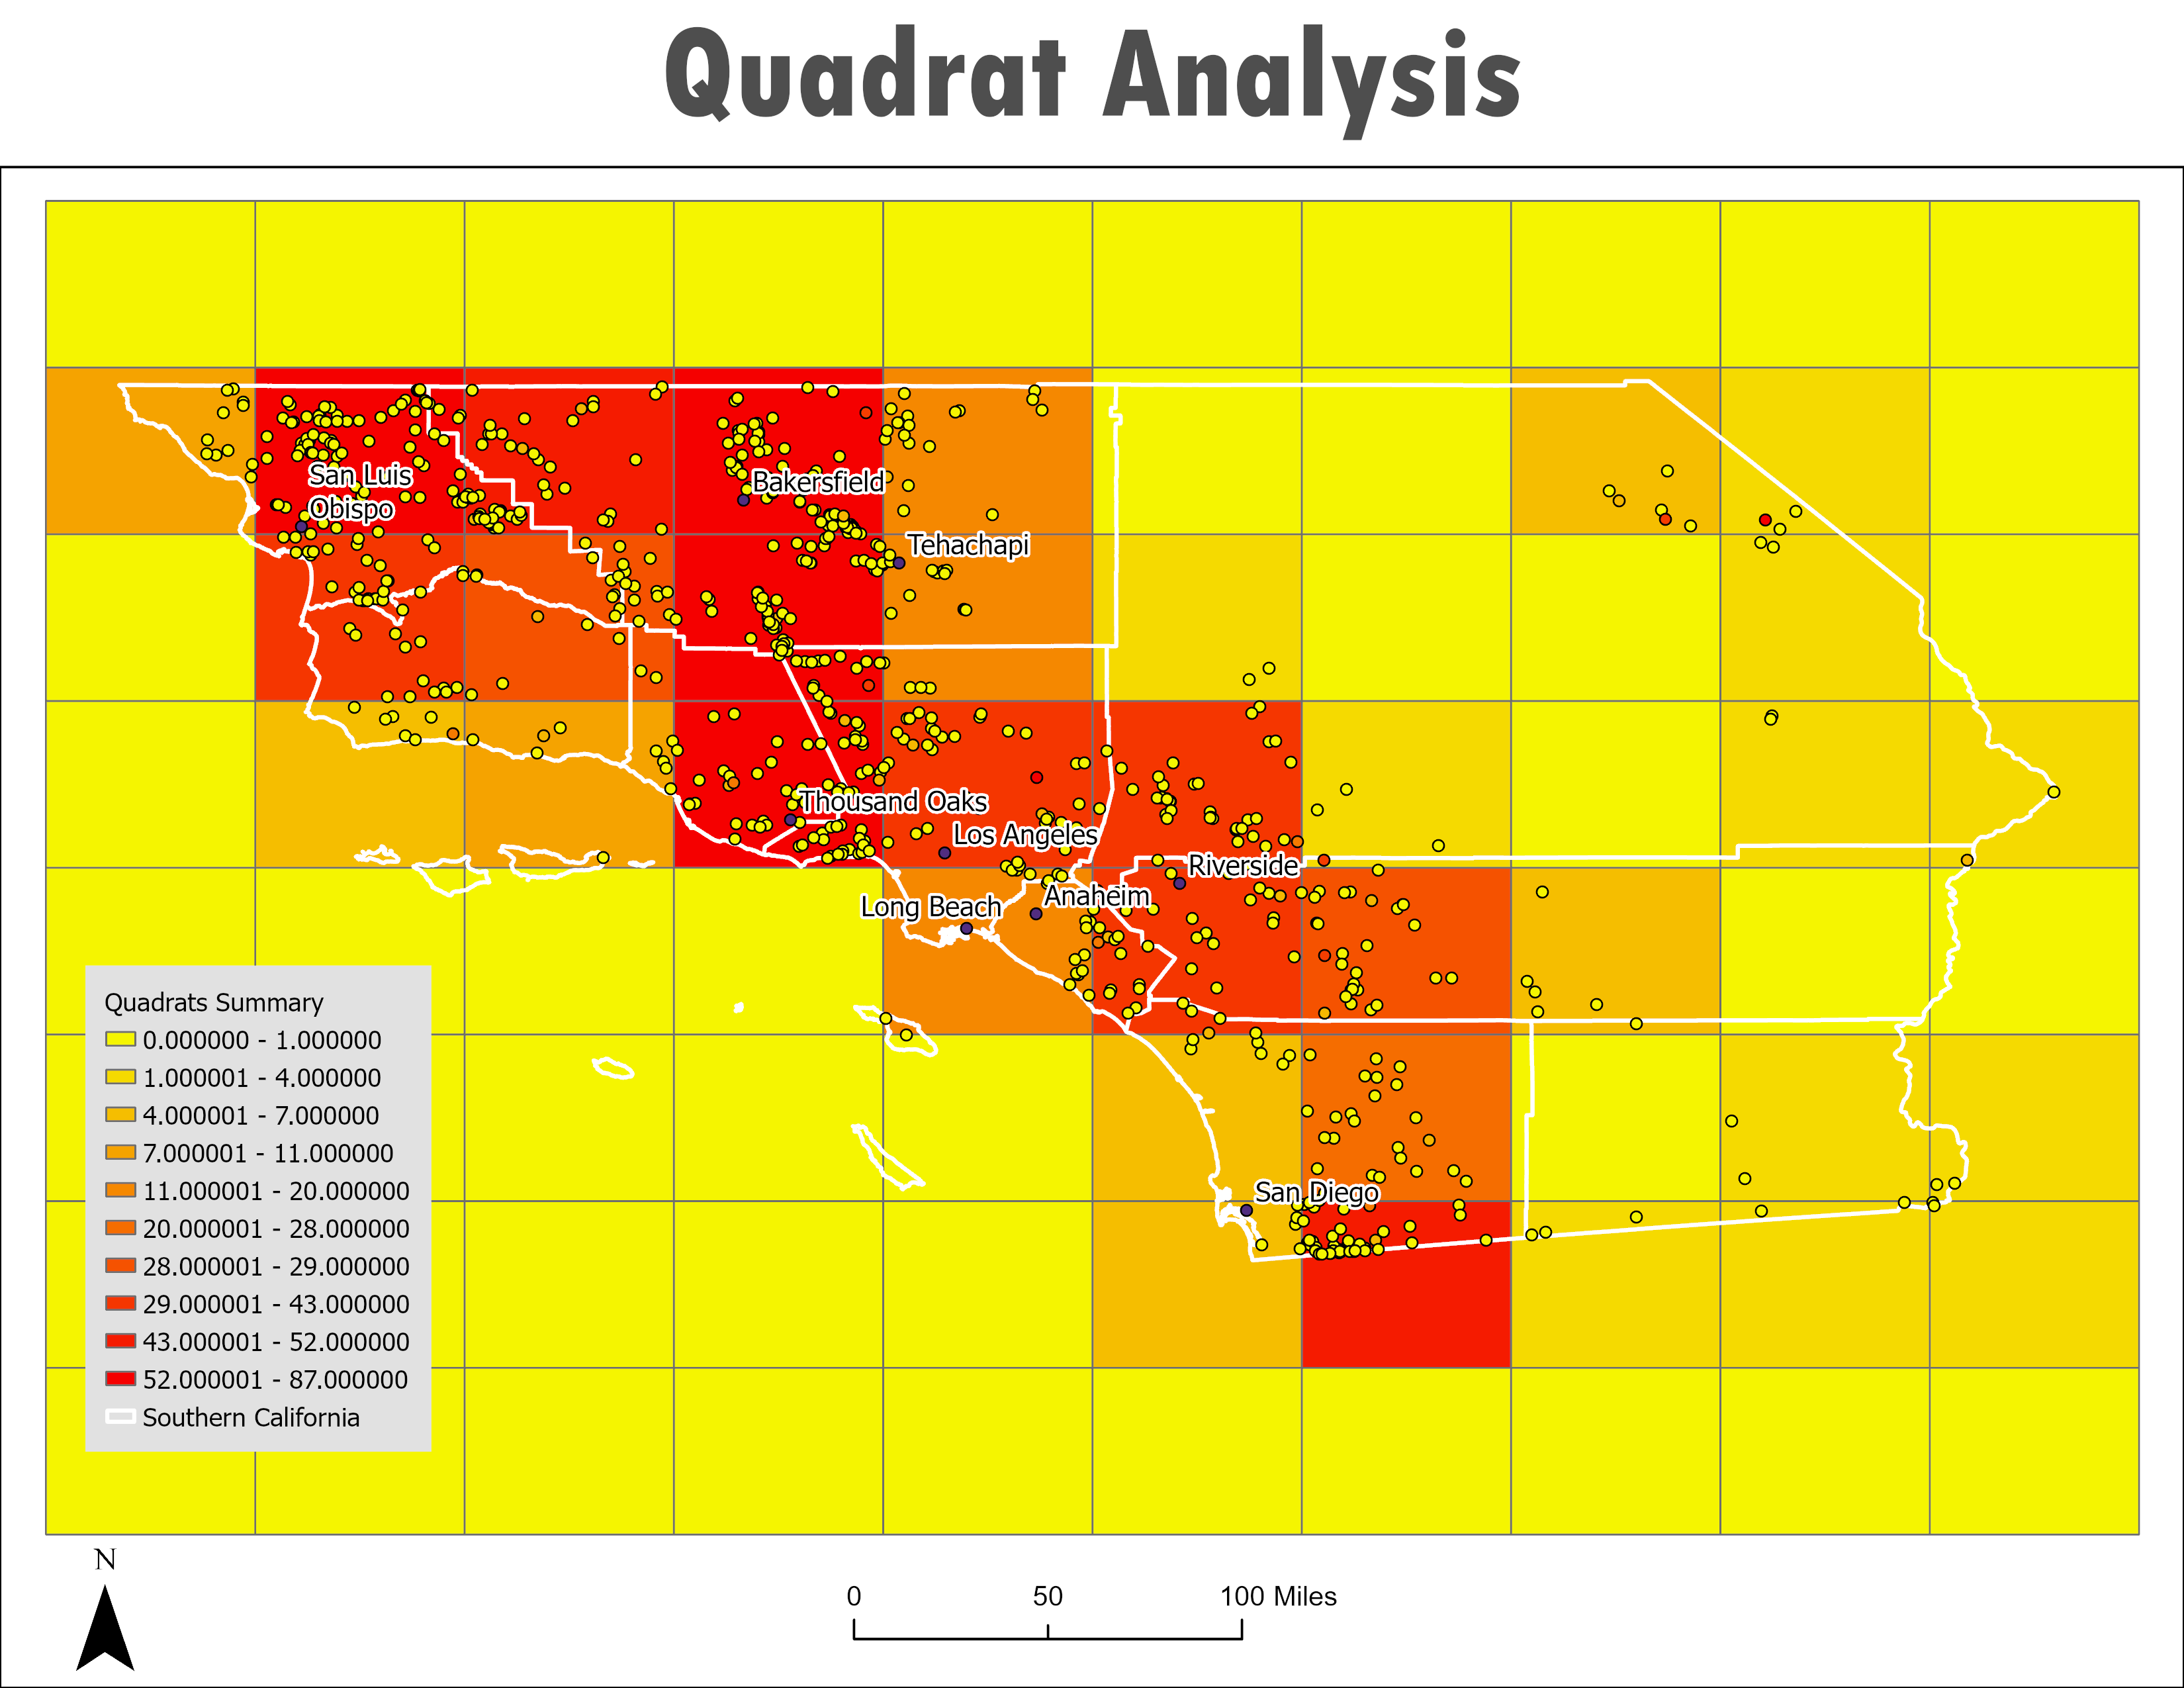 Quadrat Analysis
San Luis
Obispo
Bakersfield
Tehachapi
Thousand Oaks
Los Angeles
Riverside
Anaheim
Long Beach
San Diego
Quadrats Summary
0.000000 - 1.000000
1.000001 - 4.000000
4.000001 - 7.000000
7.000001 - 11.000000
11.000001 - 20.000000
20.000001 - 28.000000
28.000001 - 29.000000
29.000001 - 43.000000
43.000001 - 52.000000
52.000001 - 87.000000
Southern California
N
0 50 100 Miles